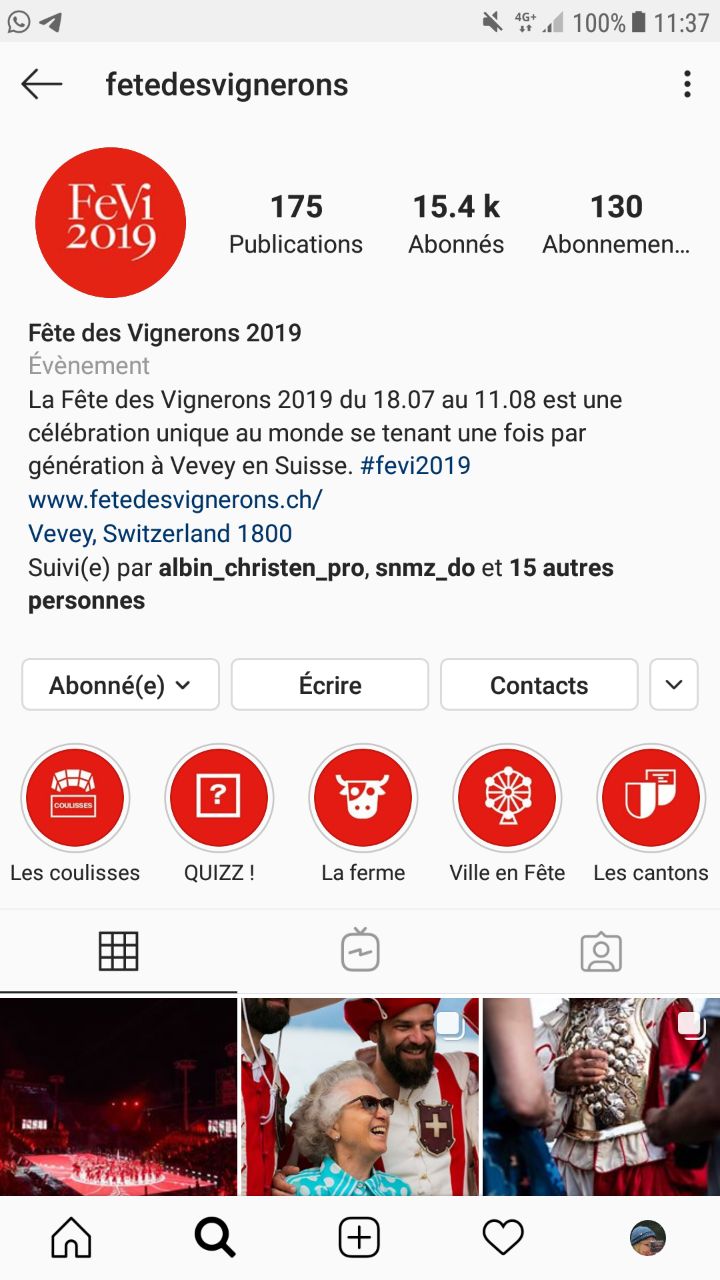 4G+ 100% 11:37
fetedesvignerons
FeVi
2019
175 15.4 k 130
Publications Abonnés Abonnemen...
Fête des Vignerons 2019
Évènement
La Fête des Vignerons 2019 du 18.07 au 11.08 est une
célébration unique au monde se tenant une fois par
génération à Vevey en Suisse. #fevi2019
www.fetedesvignerons.ch/
Vevey, Switzerland 1800
Suivi(e) par albin_christen_pro, snmz_do et 15 autres
personnes
Abonné(e) Écrire Contacts
COULISSES ?
Les coulisses QUIZZ ! La ferme Ville en Fête Les cantons